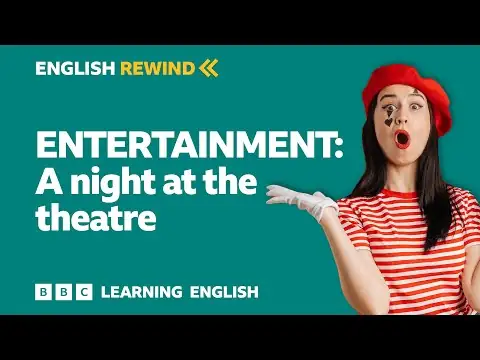 ENGLISH REWIND
ENTERTAINMENT:
A night at the
theatre
BBC LEARNING ENGLISH